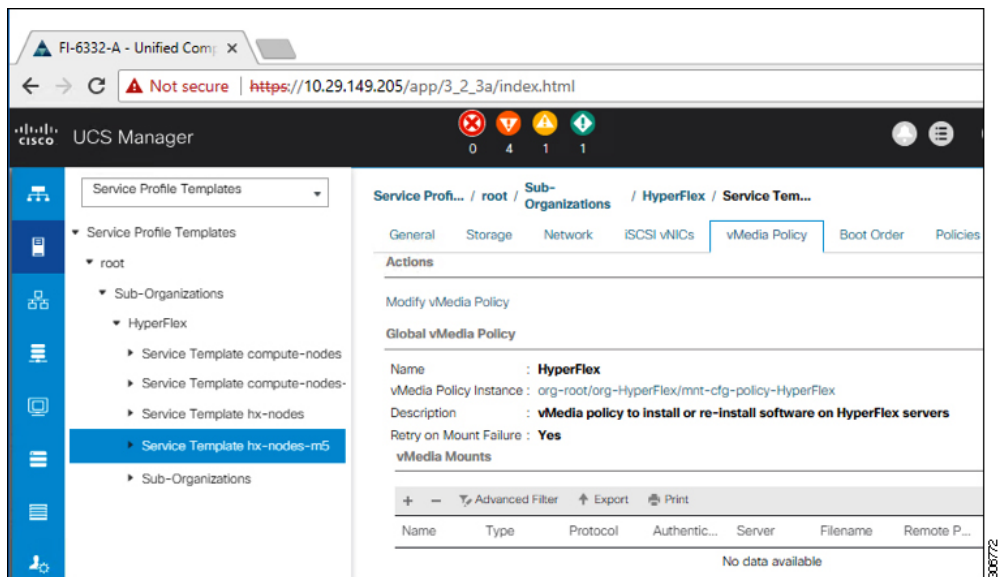 FI-6332-A - Unified Comp
Not secure | https://10.29.149.205/app/3_2_3a/index.html
cisco UCS Manager
0 4 1 1
Service Profile Templates
Service Profile Templates
root
Sub-Organizations
HyperFlex
Service Template compute-nodes
Service Template compute-nodes-
Service Template hx-nodes
Service Template hx-nodes-m5
Sub-Organizations
Service Profi... / root / Sub-Organizations / HyperFlex / Service Tem...
General Storage Network iSCSI vNICs vMedia Policy Boot Order Policies
Actions
Modify vMedia Policy
Global vMedia Policy
Name : HyperFlex
vMedia Policy Instance : org-root/org-HyperFlex/mnt-cfg-policy-HyperFlex
Description : vMedia policy to install or re-install software on HyperFlex servers
Retry on Mount Failure : Yes
vMedia Mounts
+ − Advanced Filter Export Print
Name Type Protocol Authentic... Server Filename Remote P...
No data available
306772